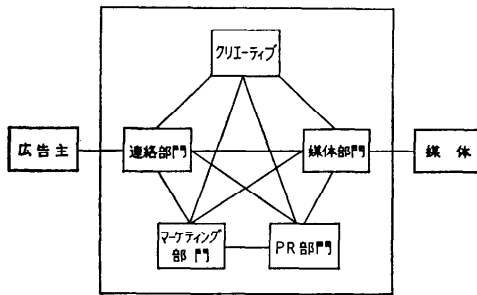 クリエーティブ
広告主
連絡部門
媒体部門
媒体
マーケティング
部門
PR部門